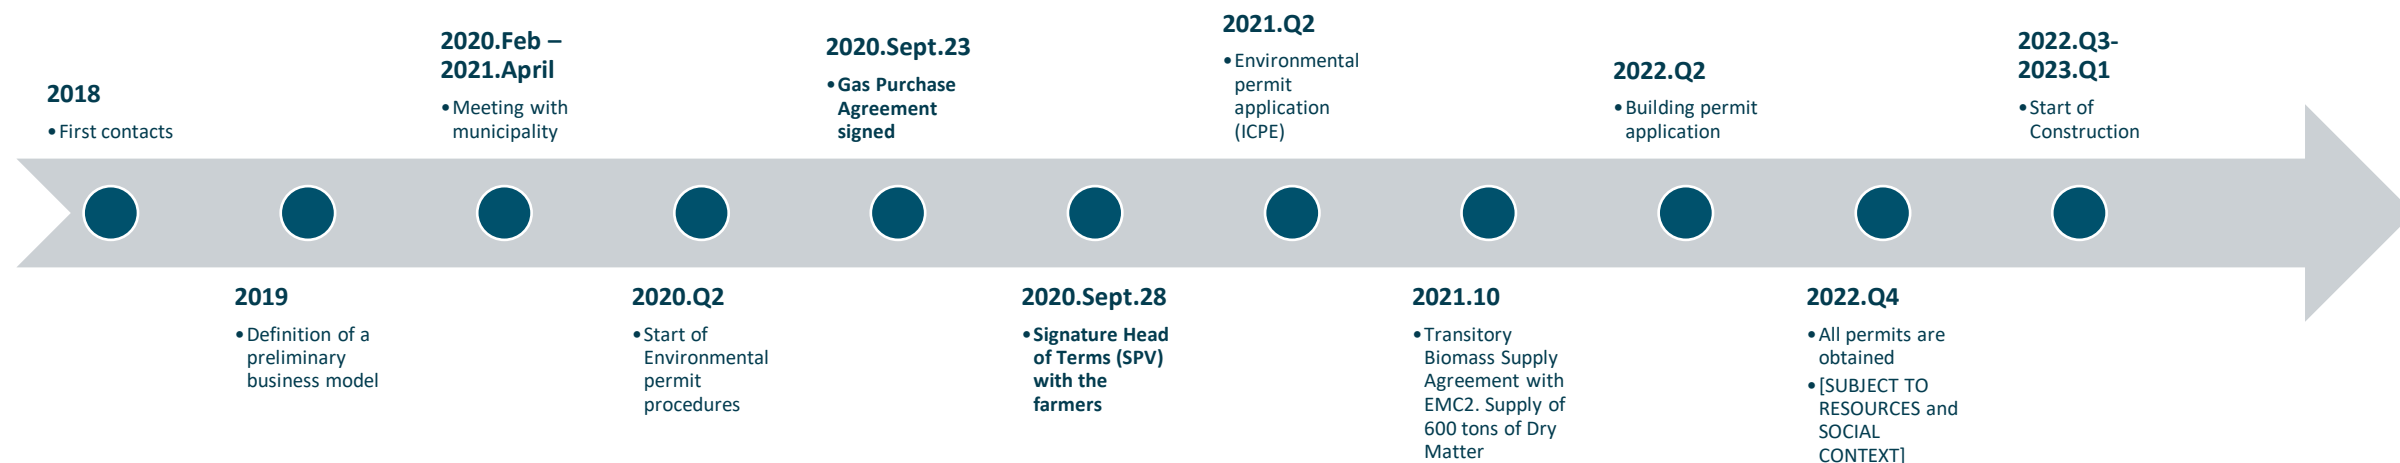 2018
•First contacts
2019
•Definition of a
preliminary
business model
2020.Feb –
2021.April
•Meeting with
municipality
2020.Q2
•Start of
Environmental
permit
procedures
2020.Sept.23
•Gas Purchase
Agreement
signed
2020.Sept.28
•Signature Head
of Terms (SPV)
with the
farmers
2021.Q2
•Environmental
permit
application
(ICPE)
2021.10
•Transitory
Biomass Supply
Agreement with
EMC2. Supply of
600 tons of Dry
Matter
2022.Q2
•Building permit
application
2022.Q4
•All permits are
obtained
•[SUBJECT TO
RESOURCES and
SOCIAL
CONTEXT]
2022.Q3-
2023.Q1
•Start of
Construction